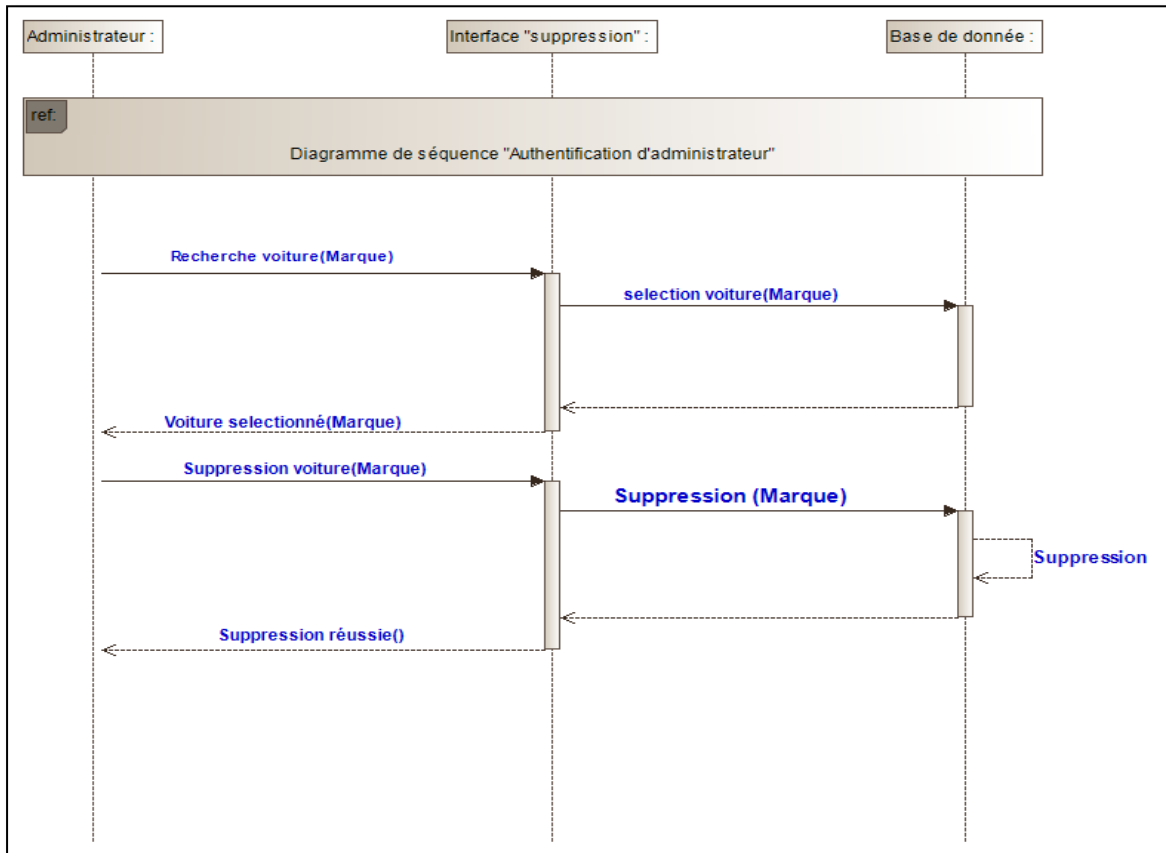 Administrateur :
Interface "suppression" :
Base de donnée :
ref:
Diagramme de séquence "Authentification d'administrateur"
Recherche voiture(Marque)
selection voiture(Marque)
Voiture selectionné(Marque)
Suppression voiture(Marque)
Suppression (Marque)
Suppression
Suppression réussie()